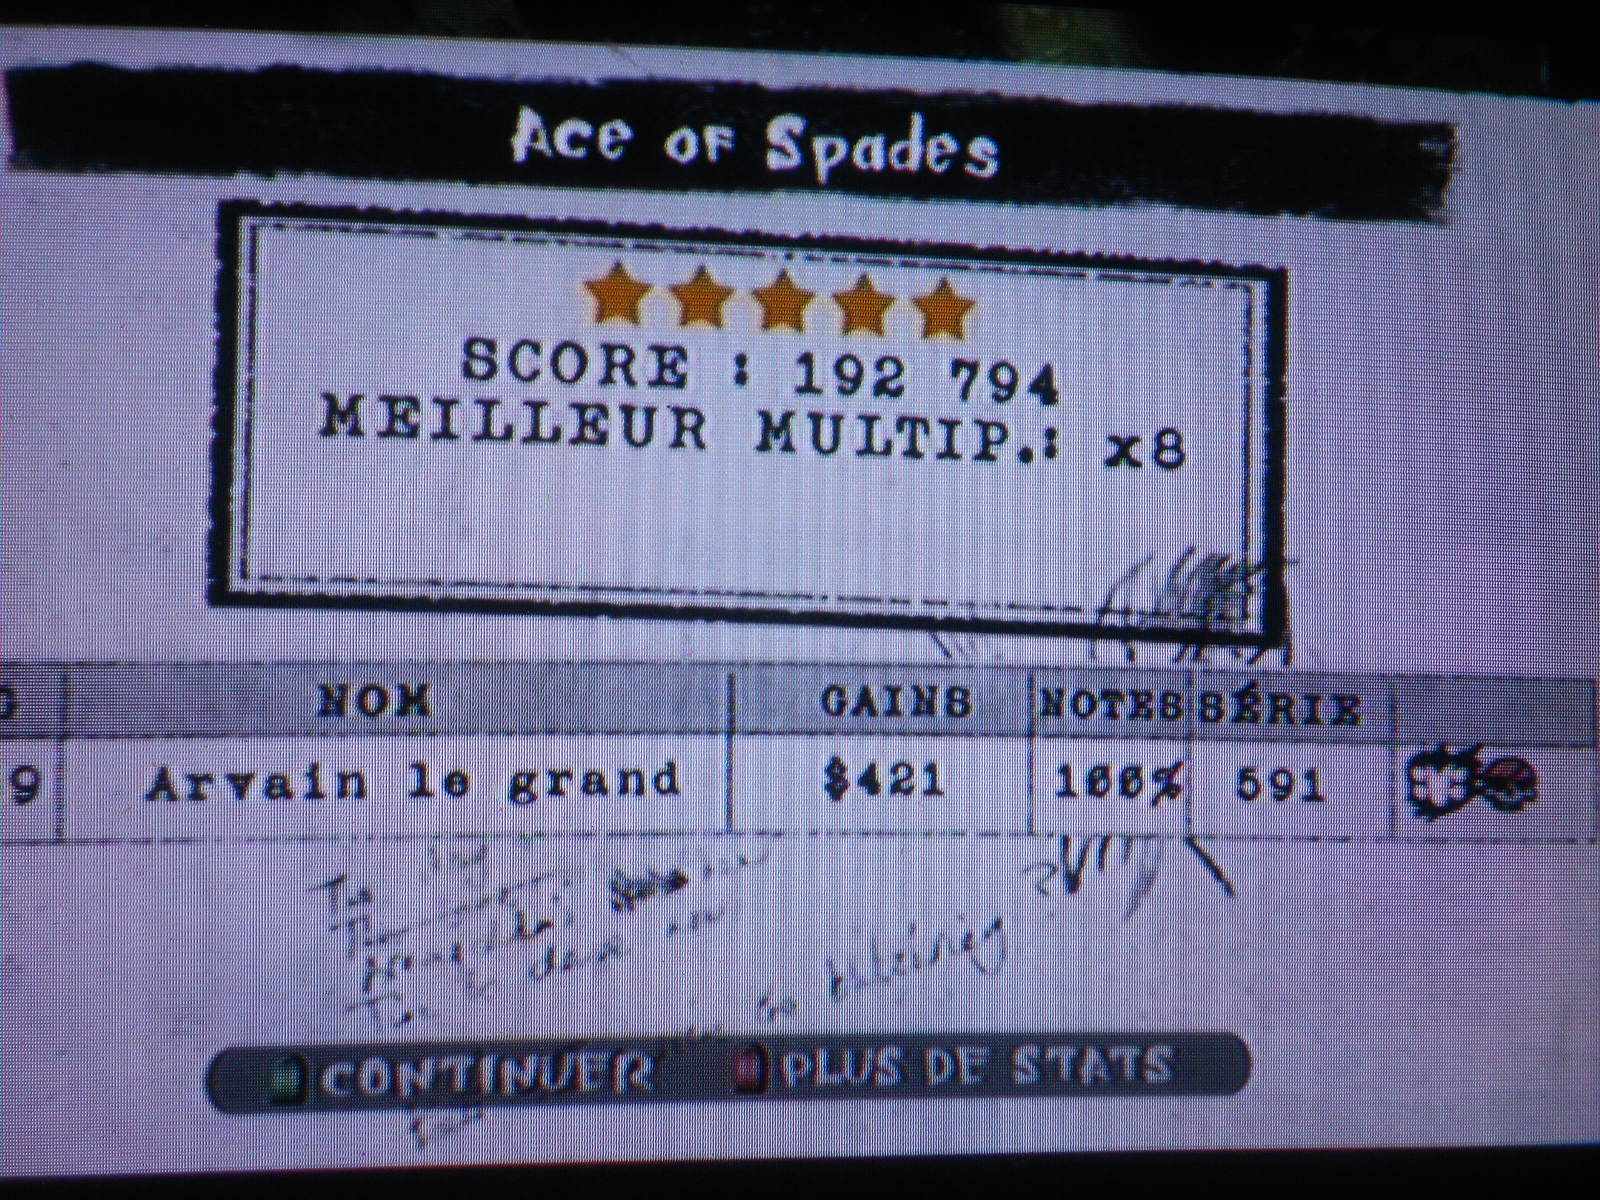 Ace of Spades
SCORE : 192 794
MEILLEUR MULTIP.: x8
NOM GAINS NOTES SÉRIE
9 Arvain le grand $421 100% 591
CONTINUER PLUS DE STATS